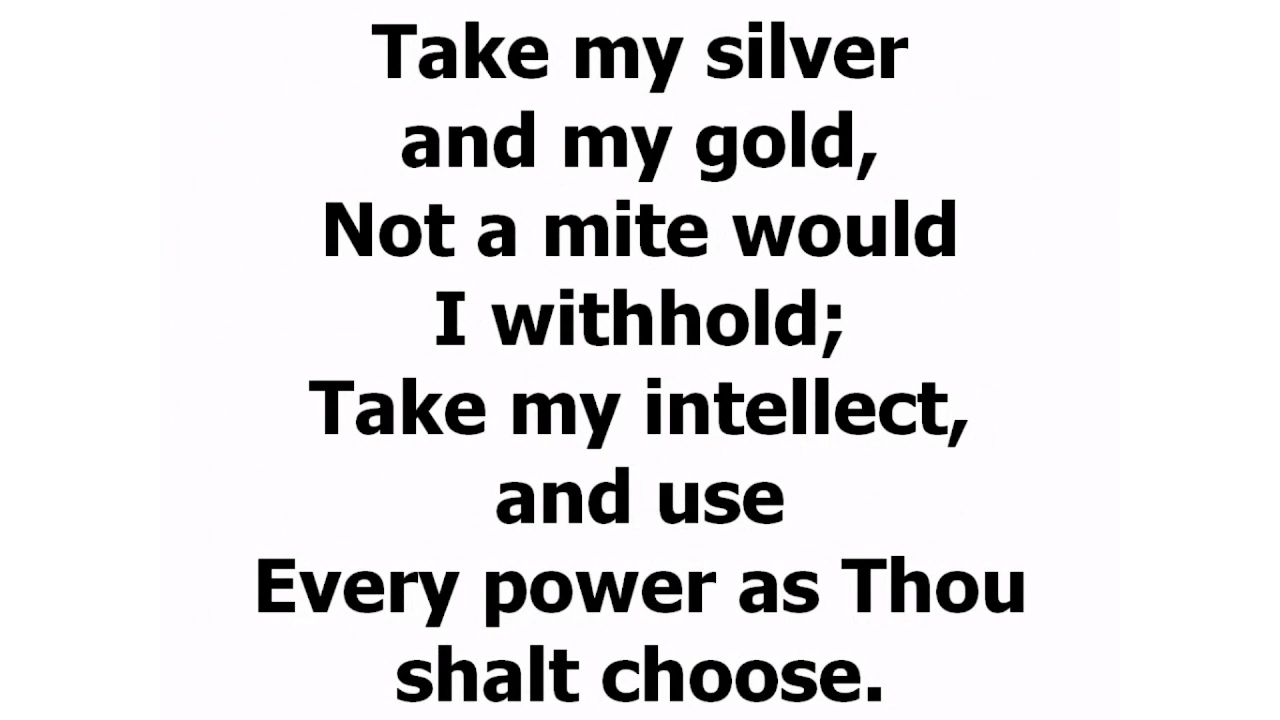 Take my silver
and my gold,
Not a mite would
I withhold;
Take my intellect,
and use
Every power as Thou
shalt choose.